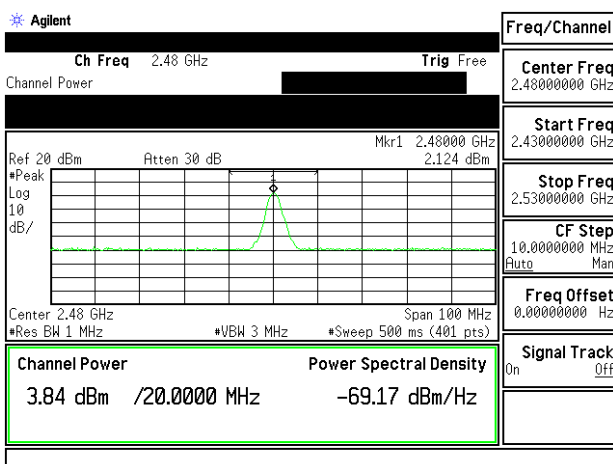 Agilent
Freq/Channel
Ch Freq 2.48 GHz Trig Free
Channel Power
Center Freq
2.48000000 GHz
Start Freq
2.43000000 GHz
Stop Freq
2.53000000 GHz
CF Step
10.0000000 MHz
Auto Man
Freq Offset
0.00000000 Hz
Signal Track
On Off
Mkr1 2.48000 GHz
Ref 20 dBm Atten 30 dB 2.124 dBm
#Peak
Log
10
dB/
1
Center 2.48 GHz Span 100 MHz
#Res BW 1 MHz #VBW 3 MHz #Sweep 500 ms (401 pts)
Channel Power Power Spectral Density
3.84 dBm /20.0000 MHz -69.17 dBm/Hz